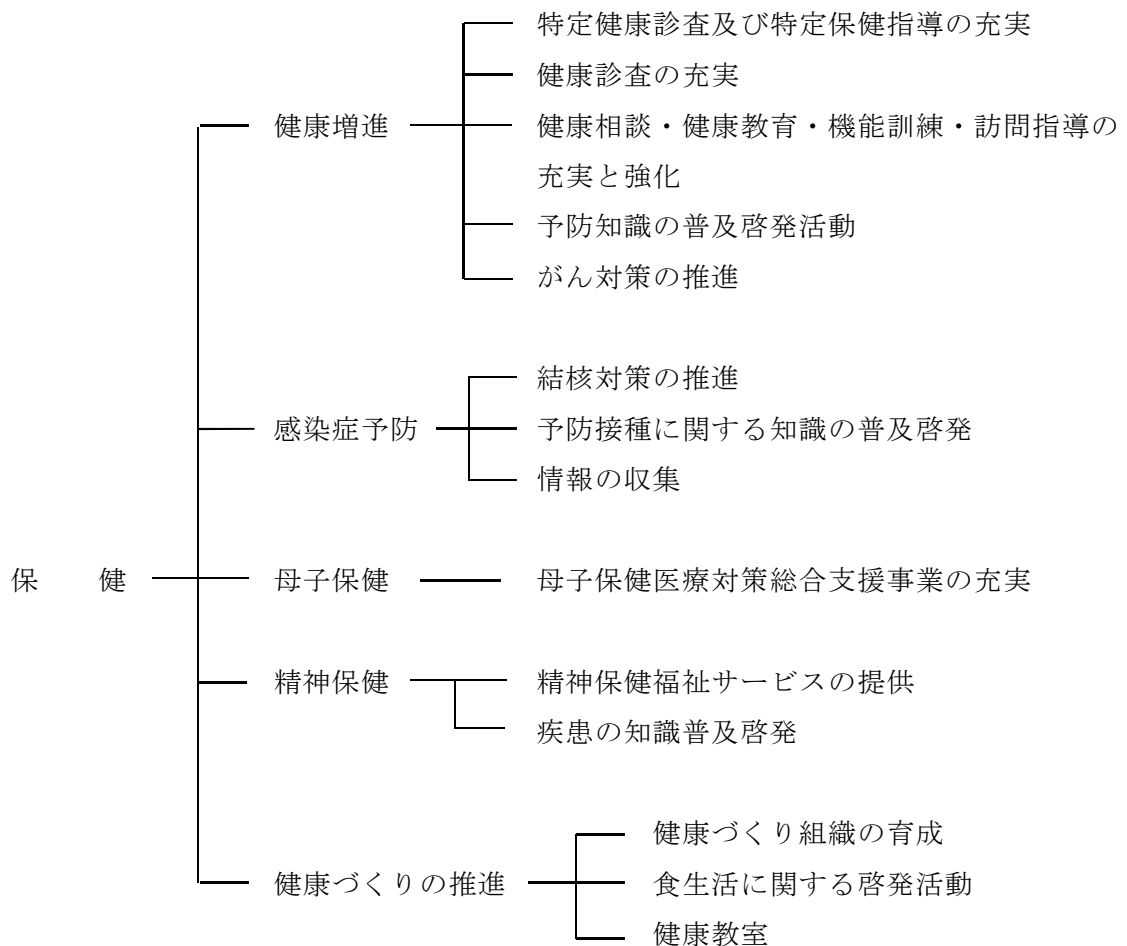 特定健康診査及び特定保健指導の充実
健康診査の充実
健康増進
健康相談・健康教育・機能訓練・訪問指導の
充実と強化
予防知識の普及啓発活動
がん対策の推進
結核対策の推進
感染症予防
予防接種に関する知識の普及啓発
情報の収集
保　健
母子保健
母子保健医療対策総合支援事業の充実
精神保健
精神保健福祉サービスの提供
疾患の知識普及啓発
健康づくり組織の育成
健康づくりの推進
食生活に関する啓発活動
健康教室